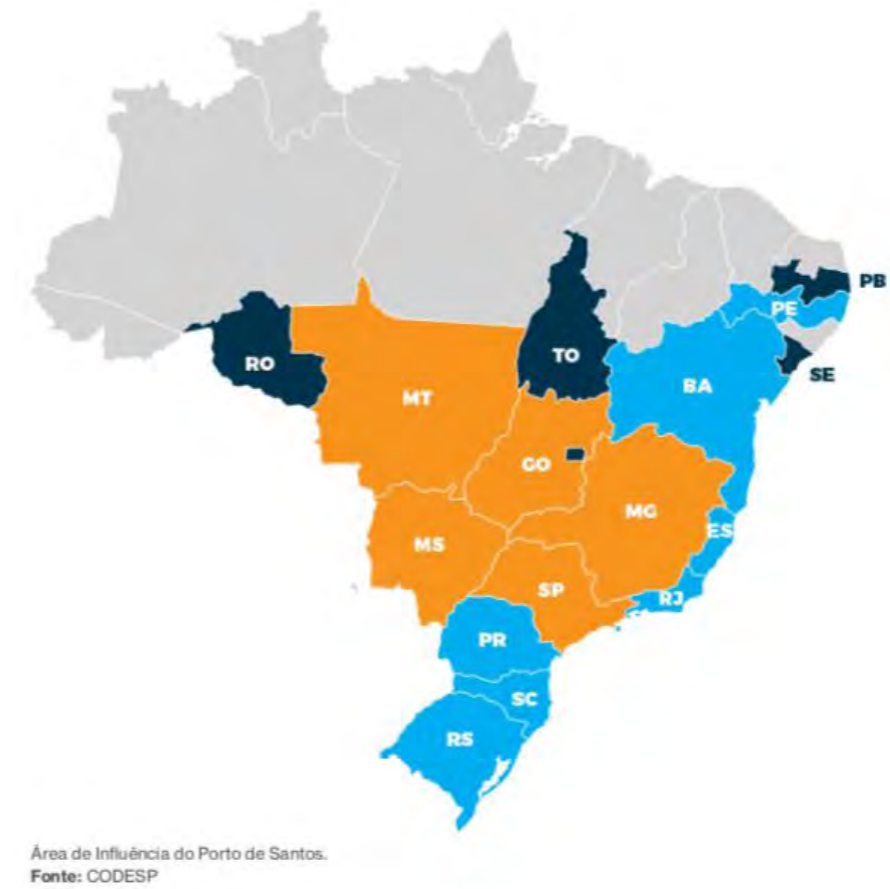 PB
PE
RO
TO
SE
BA
MT
GO
MG
ES
MS
SP
RJ
PR
SC
RS
Área de Influência do Porto de Santos.
Fonte: CODESP